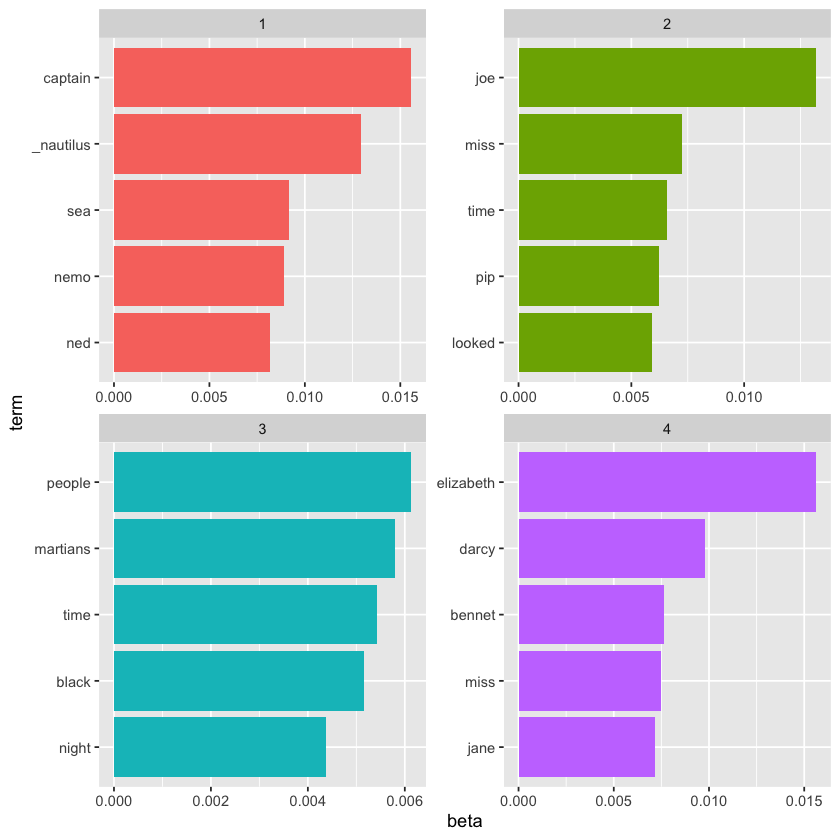 1
captain
_nautilus
sea
nemo
ned
0.000 0.005 0.010 0.015
2
joe
miss
time
pip
looked
0.000 0.005 0.010
term
3
people
martians
time
black
night
0.000 0.002 0.004 0.006
4
elizabeth
darcy
bennet
miss
jane
0.000 0.005 0.010 0.015
beta